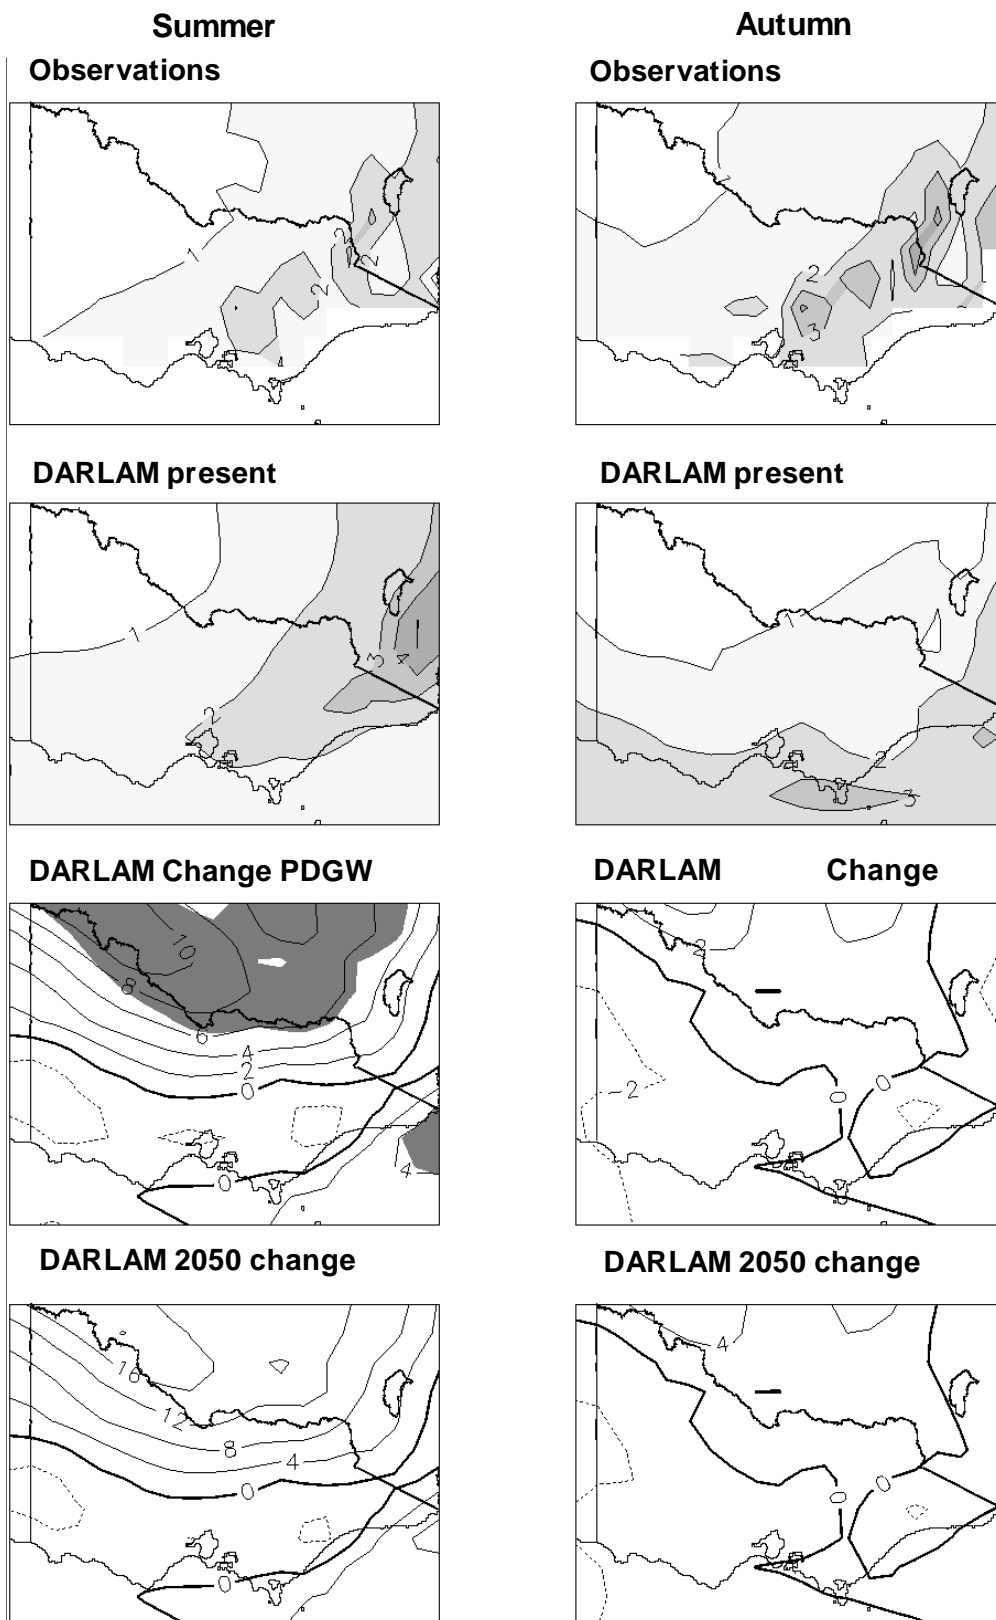 Summer Autumn
Observations Observations
1 2 2 2
2 3
DARLAM present DARLAM present
1 3 4 2
1 2 3
DARLAM Change PDGW DARLAM Change
10 8 6 4 2 0 0 4
2 2 0 0
DARLAM 2050 change DARLAM 2050 change
16 12 8 4 0 0
4 0 0